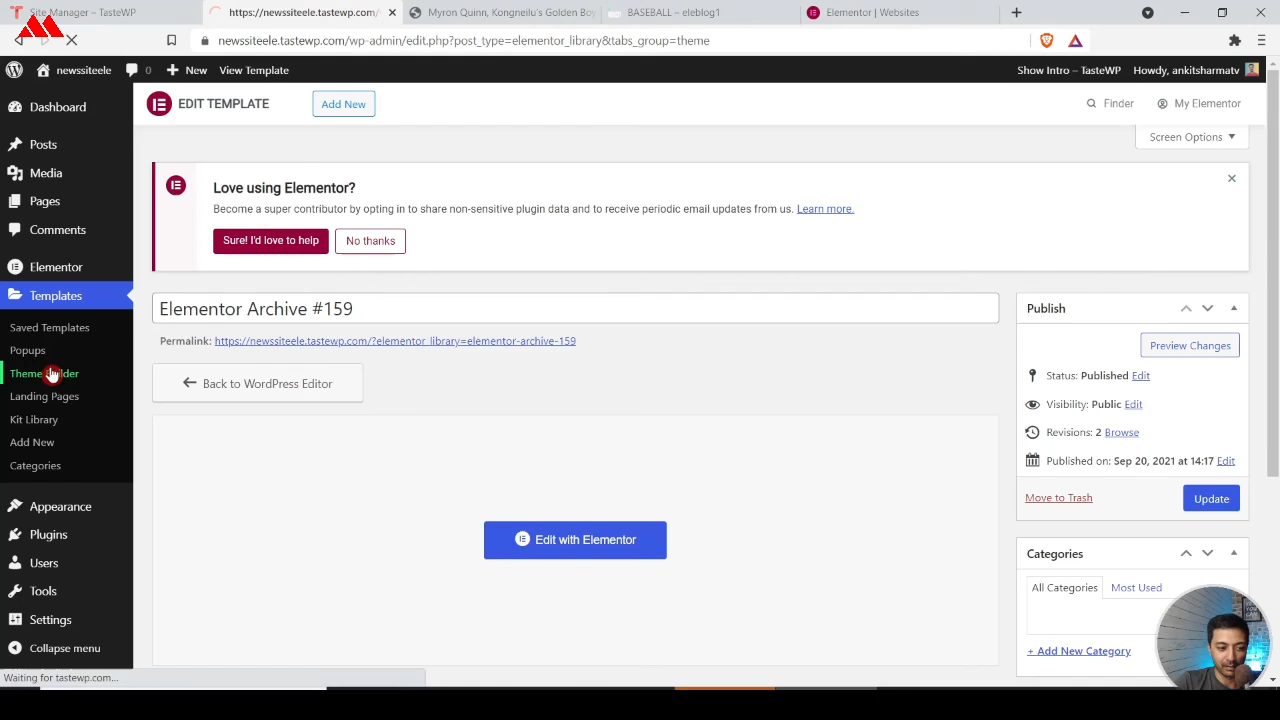 Site Manager - TasteWP
https://newssiteele.tastewp.com/
Myron Quinn, Kongneilu's Golden Boy
BASEBALL – eleblog1
Elementor | Websites
newssiteele.tastewp.com/wp-admin/edit.php?post_type=elementor_library&tabs_group=theme
newssiteele
0
New
View Template
Show Intro – TasteWP
Howdy, ankitsharmatv
Dashboard
Posts
Media
Pages
Comments
Elementor
Templates
Saved Templates
Popups
Theme Builder
Landing Pages
Kit Library
Add New
Categories
Appearance
Plugins
Users
Tools
Settings
Collapse menu
Waiting for tastewp.com...
EDIT TEMPLATE
Add New
Finder
My Elementor
Screen Options
Love using Elementor?
Become a super contributor by opting in to share non-sensitive plugin data and to receive periodic email updates from us. Learn more.
Sure! I'd love to help
No thanks
Elementor Archive #159
Permalink: https://newssiteele.tastewp.com/?elementor_library=elementor-archive-159
Back to WordPress Editor
Edit with Elementor
Publish
Preview Changes
Status: Published Edit
Visibility: Public Edit
Revisions: 2 Browse
Published on: Sep 20, 2021 at 14:17 Edit
Move to Trash
Update
Categories
All Categories
Most Used
+ Add New Category